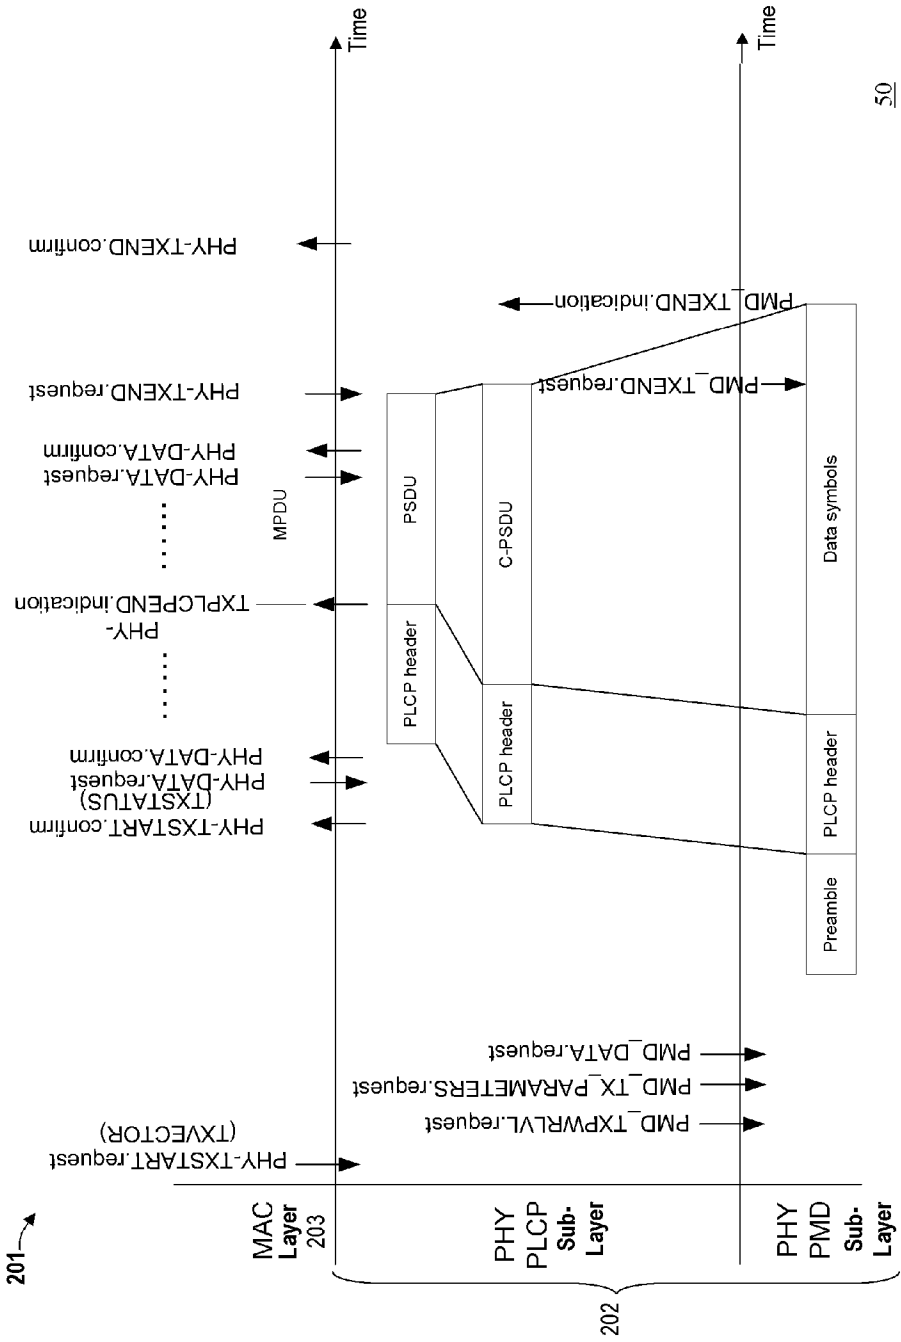 201
MAC
Layer
203
PHY-TXSTART.request
(TXVECTOR)
PHY-TXSTART.confirm
PHY-DATA.request
(TXSTATUS)
PHY-DATA.confirm
.......
PHY-
TXPLCPEND.indication
......
MPDU
PHY-DATA.request
PHY-DATA.confirm
PHY-TXEND.request
PHY-TXEND.confirm
Time
202
PHY
PLCP
Sub-
Layer
PLCP header
PSDU
PLCP header
C-PSDU
PMD_TXPWRLVL.request
PMD_TX_PARAMETERS.request
PMD_DATA.request
PMD_TXEND.request
PMD_TXEND.indication
Time
PHY
PMD
Sub-
Layer
Preamble
PLCP header
Data symbols
50